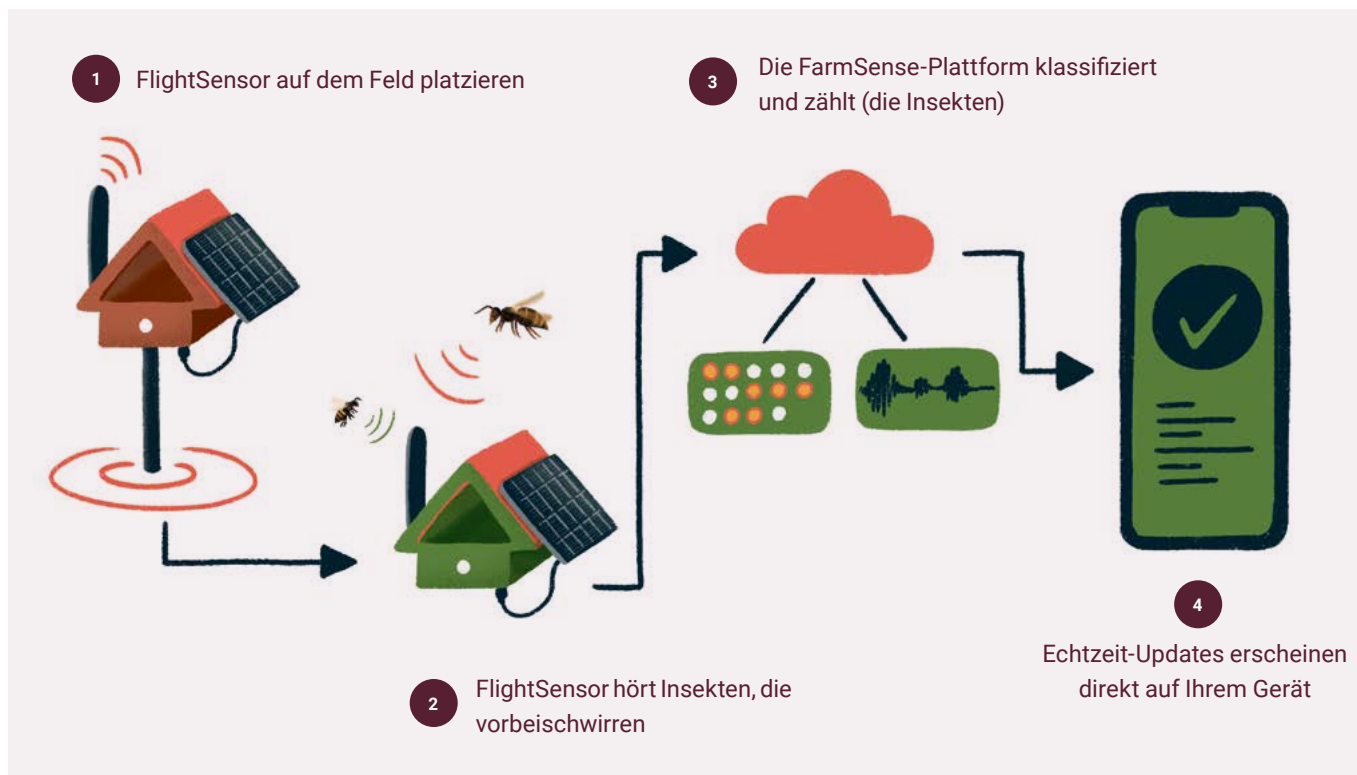 1
FlightSensor auf dem Feld platzieren
3
Die FarmSense-Plattform klassifiziert
und zählt (die Insekten)
2
FlightSensor hört Insekten, die
vorbeischwirren
4
Echtzeit-Updates erscheinen
direkt auf Ihrem Gerät